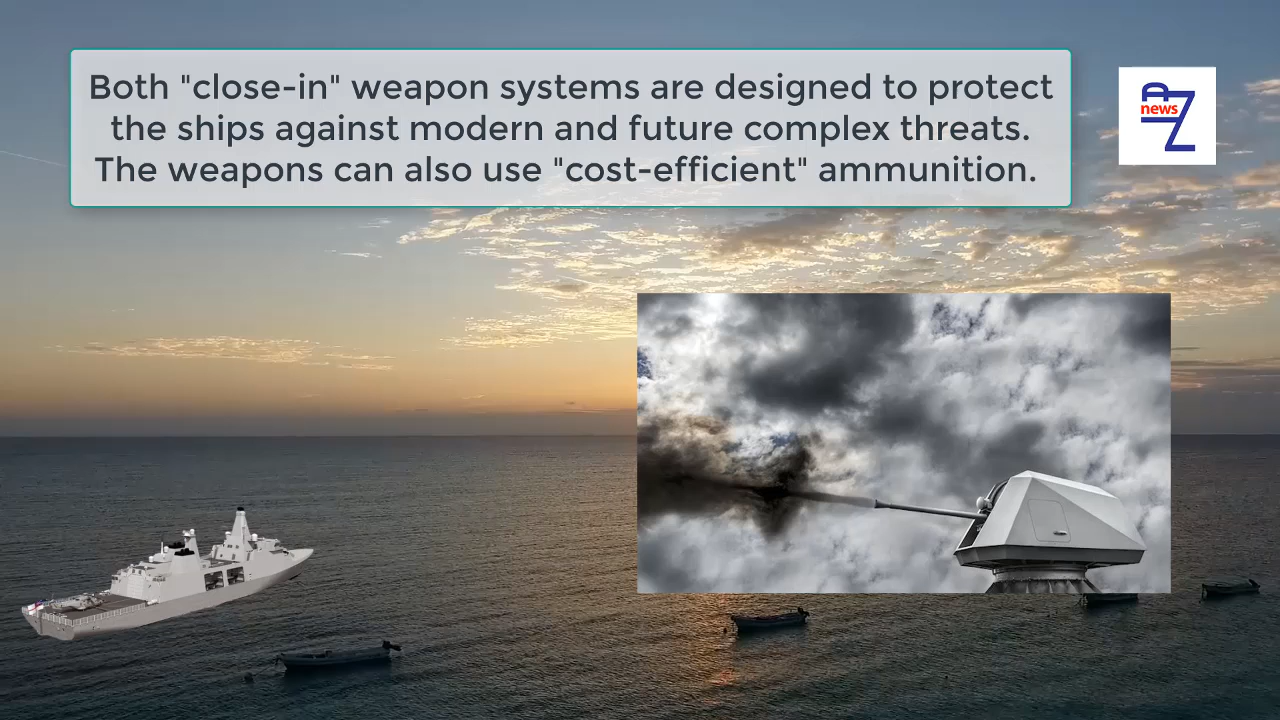 Both "close-in" weapon systems are designed to protect
the ships against modern and future complex threats.
The weapons can also use "cost-efficient" ammunition.
A
news
Z